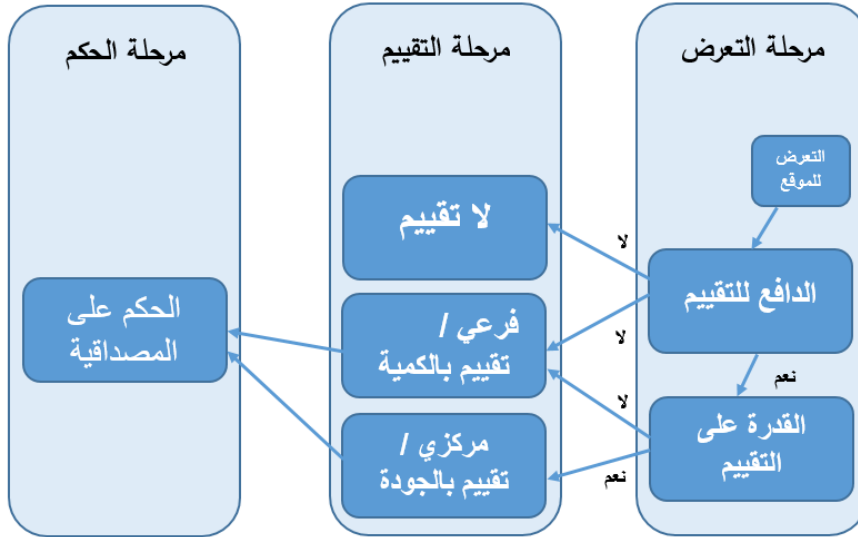 مرحلة التعرض
التعرض
للموقع
الدافع للتقييم
نعم
القدرة على
التقييم
لا
لا
لا
نعم
مرحلة التقييم
لا تقييم
فرعي /
تقييم بالكمية
مركزي /
تقييم بالجودة
مرحلة الحكم
الحكم على
المصداقية